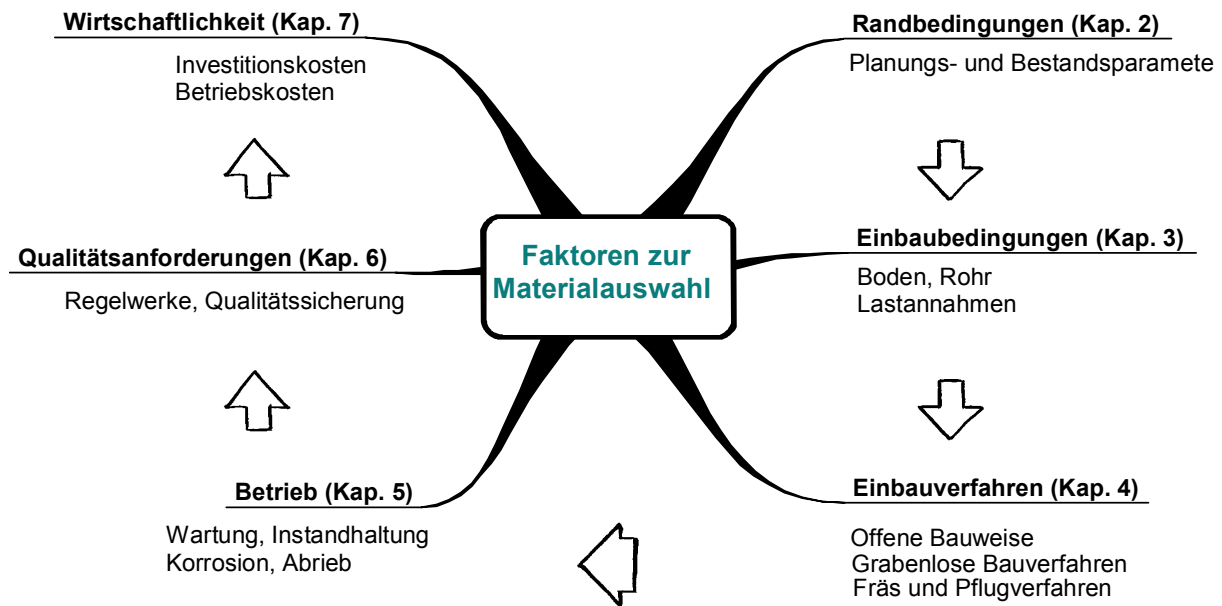 Wirtschaftlichkeit (Kap. 7)
Investitionskosten
Betriebskosten
Randbedingungen (Kap. 2)
Planungs- und Bestandsparamete
Faktoren zur
Materialauswahl
Qualitätsanforderungen (Kap. 6)
Regelwerke, Qualitätssicherung
Einbaubedingungen (Kap. 3)
Boden, Rohr
Lastannahmen
Betrieb (Kap. 5)
Wartung, Instandhaltung
Korrosion, Abrieb
Einbauverfahren (Kap. 4)
Offene Bauweise
Grabenlose Bauverfahren
Fräs und Pflugverfahren